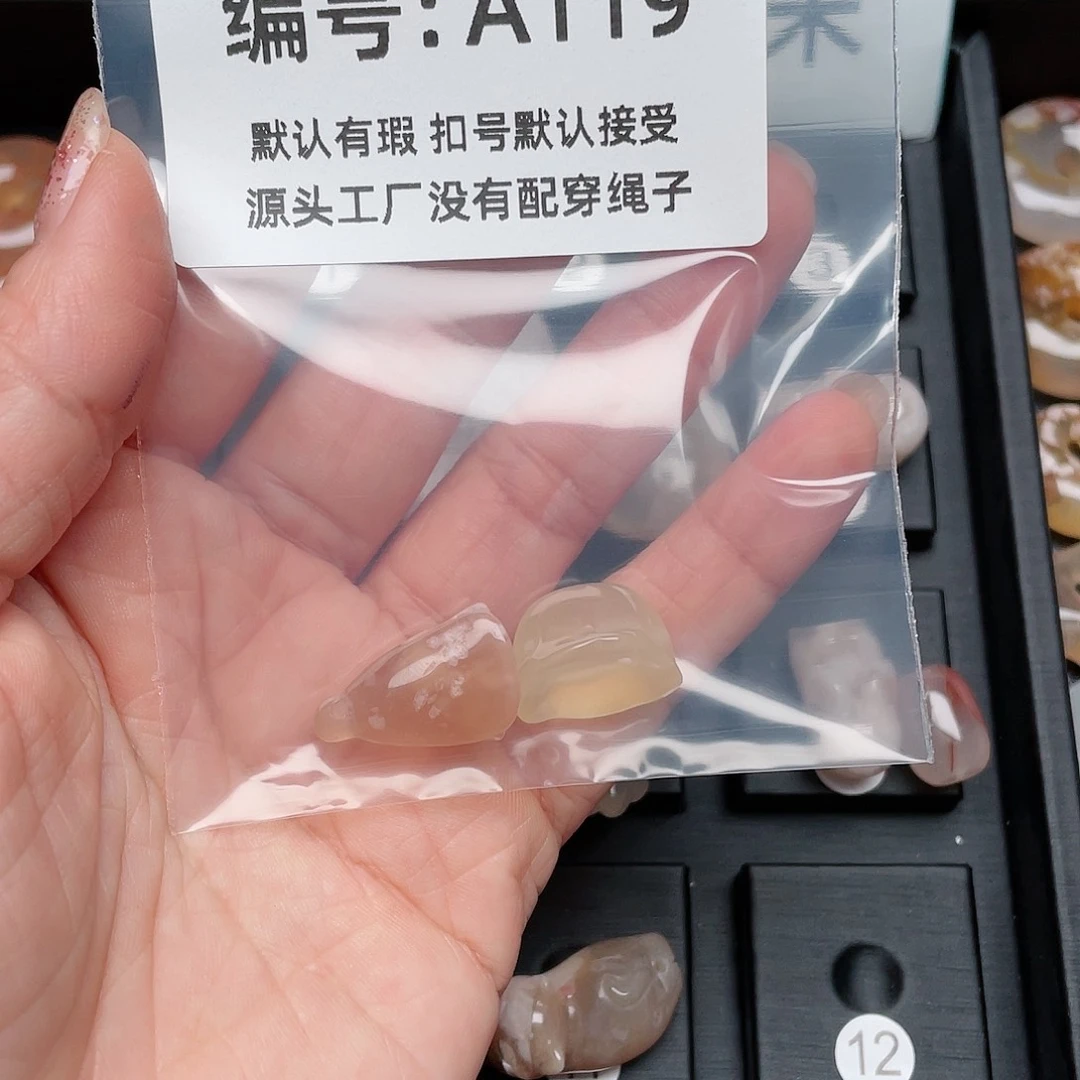 编号:A119
默认有瑕 扣号默认接受
源头工厂没有配穿绳子
12